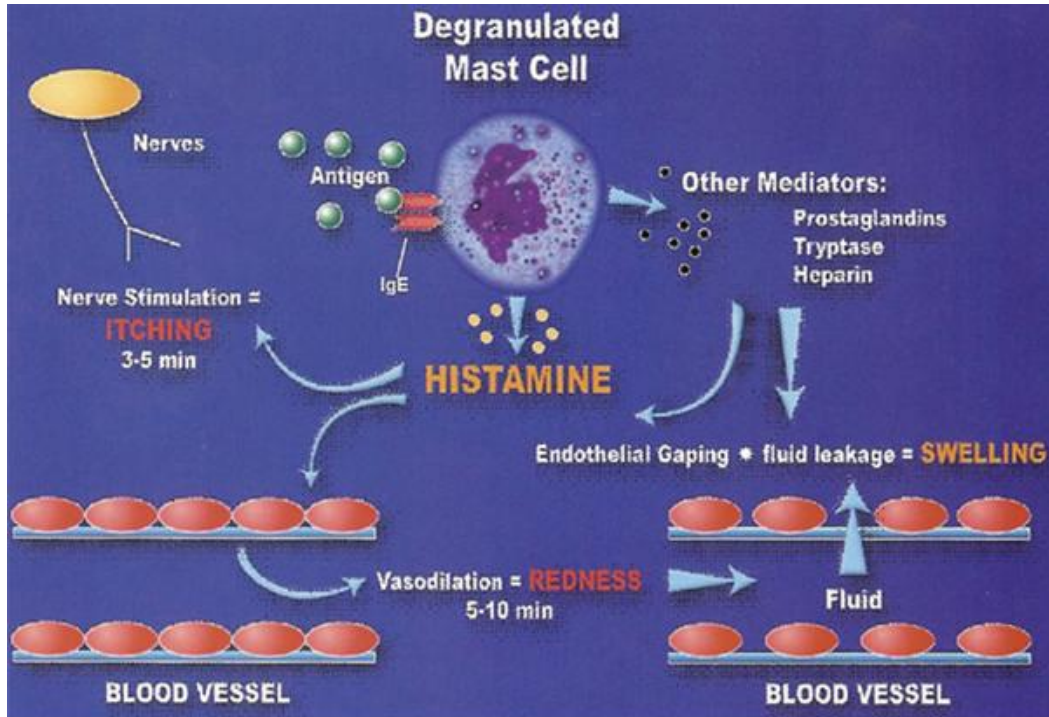 Degranulated
Mast Cell
Nerves
Antigen
IgE
Other Mediators:
Prostaglandins
Tryptase
Heparin
Nerve Stimulation =
ITCHING
3-5 min
HISTAMINE
Endothelial Gaping * fluid leakage = SWELLING
Vasodilation = REDNESS
5-10 min
Fluid
BLOOD VESSEL
BLOOD VESSEL